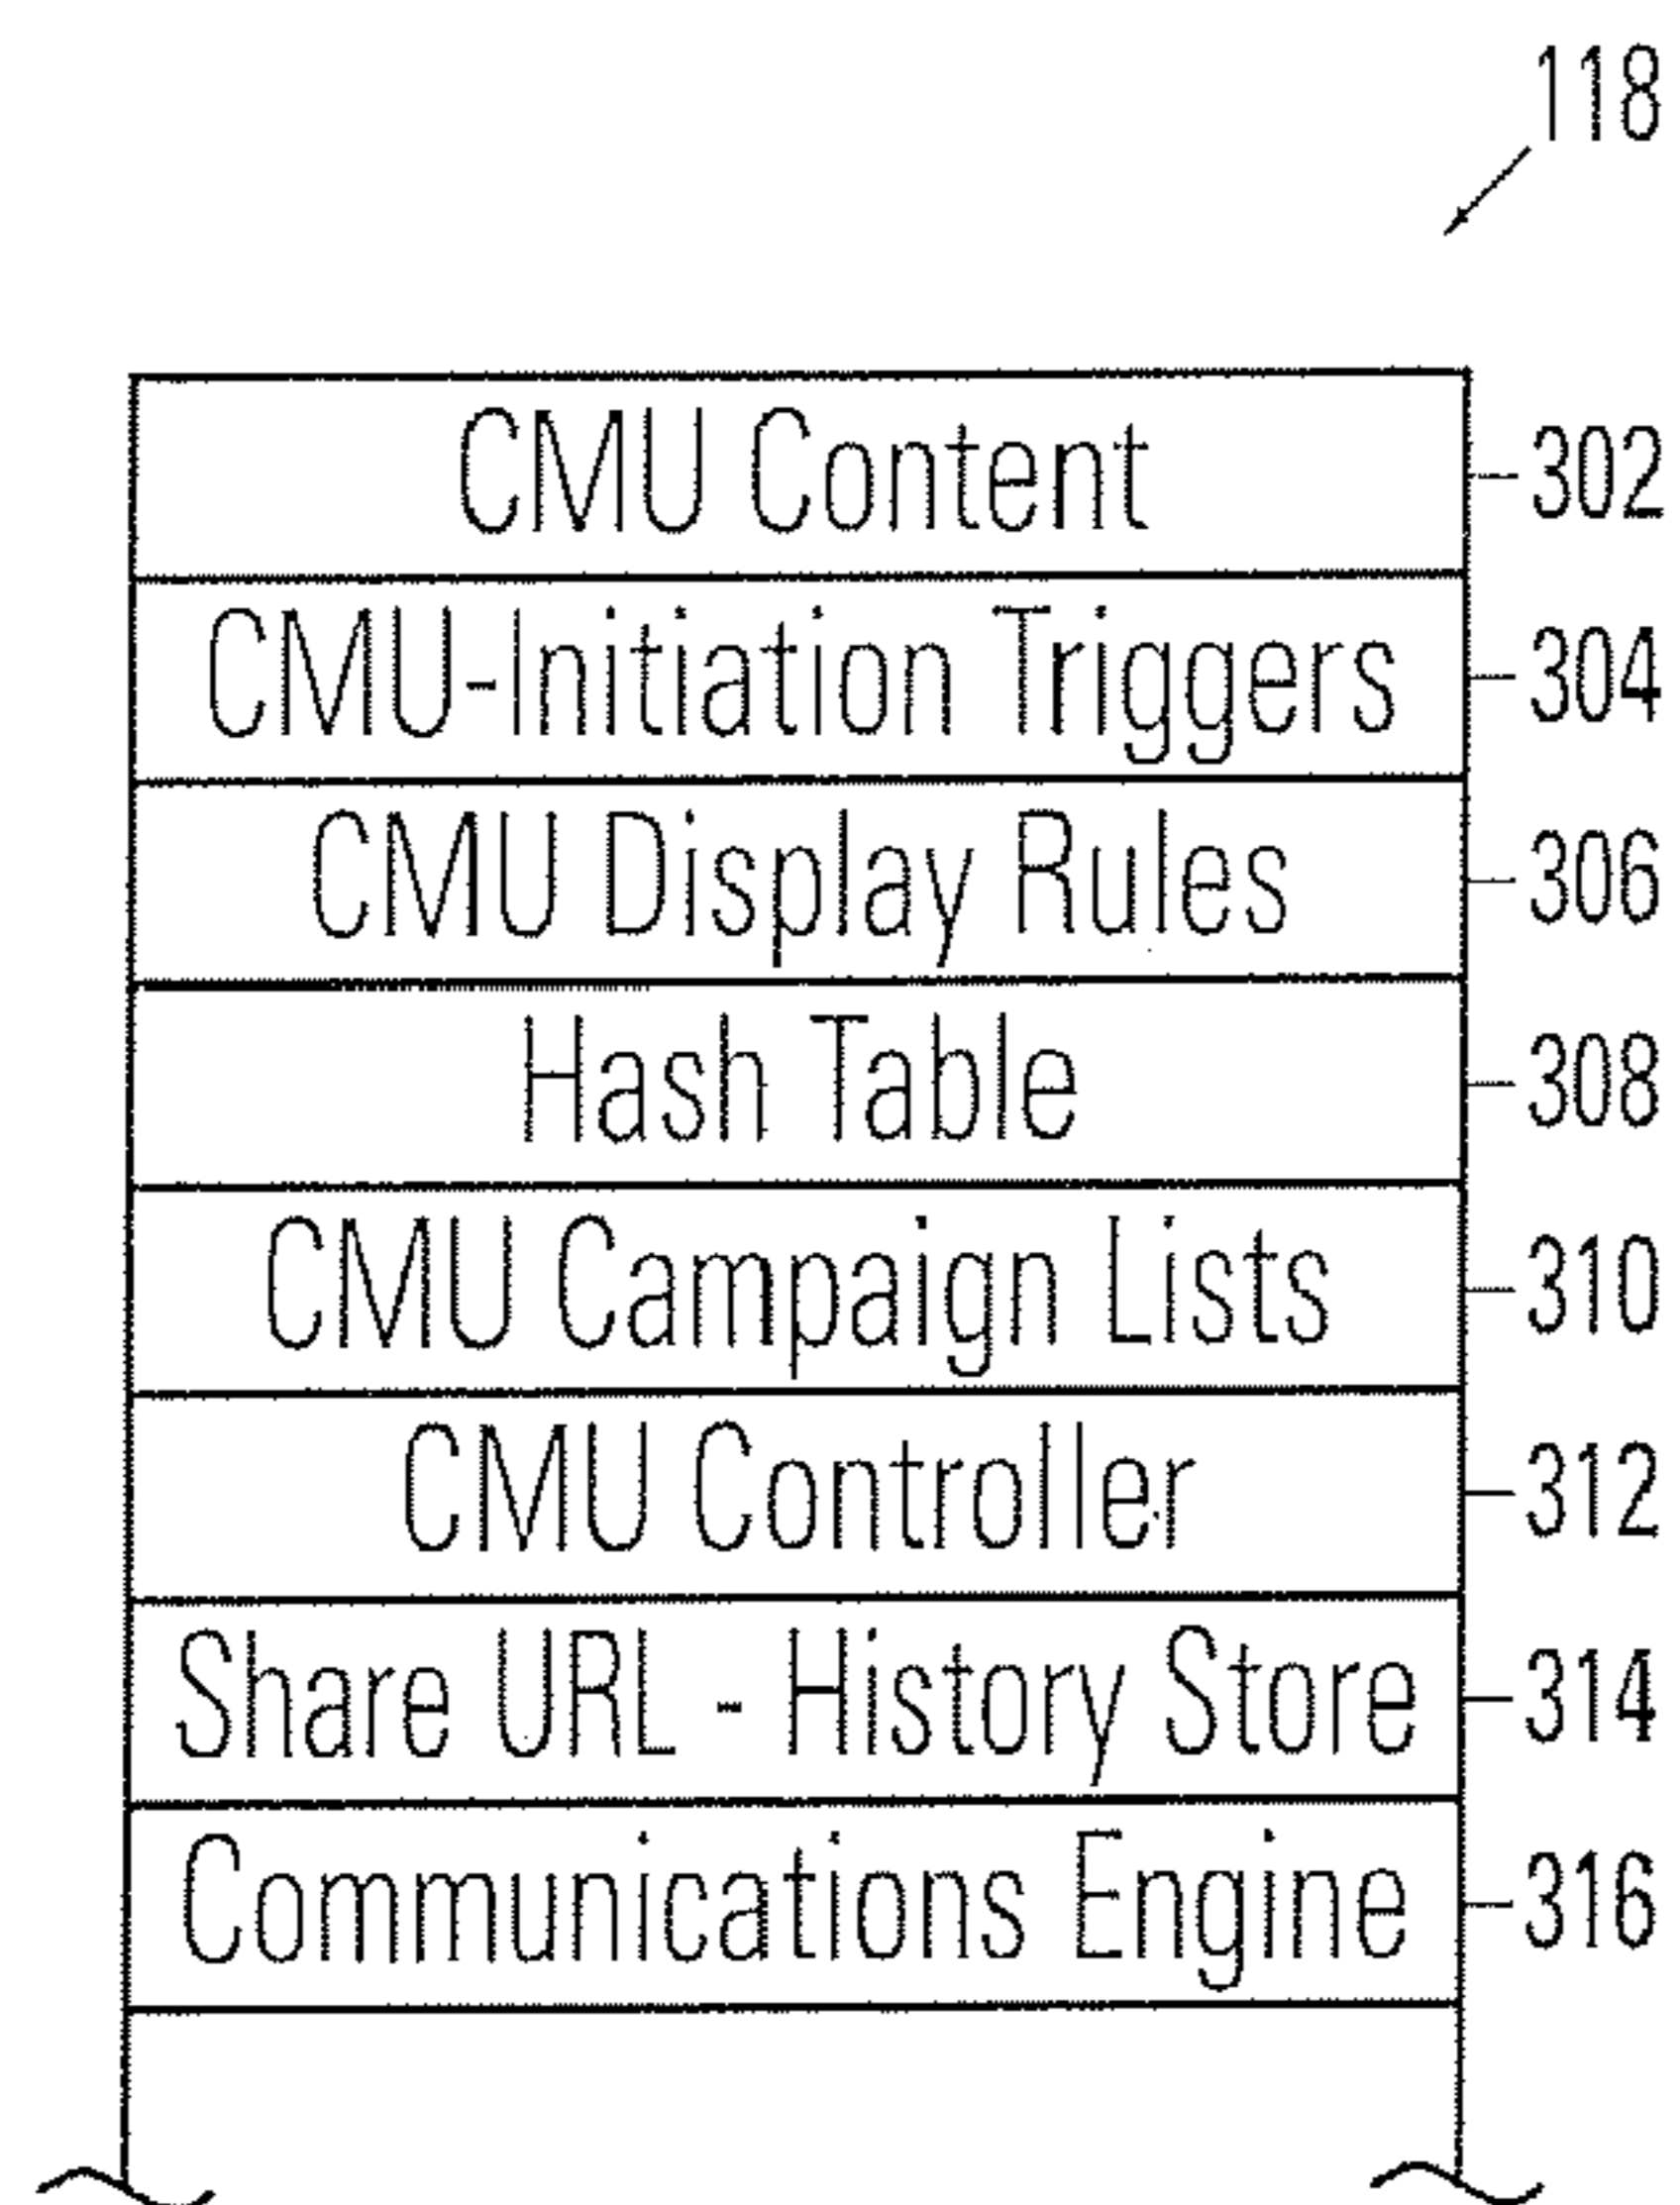 118
CMU Content 302
CMU-Initiation Triggers 304
CMU Display Rules 306
Hash Table 308
CMU Campaign Lists 310
CMU Controller 312
Share URL - History Store 314
Communications Engine 316